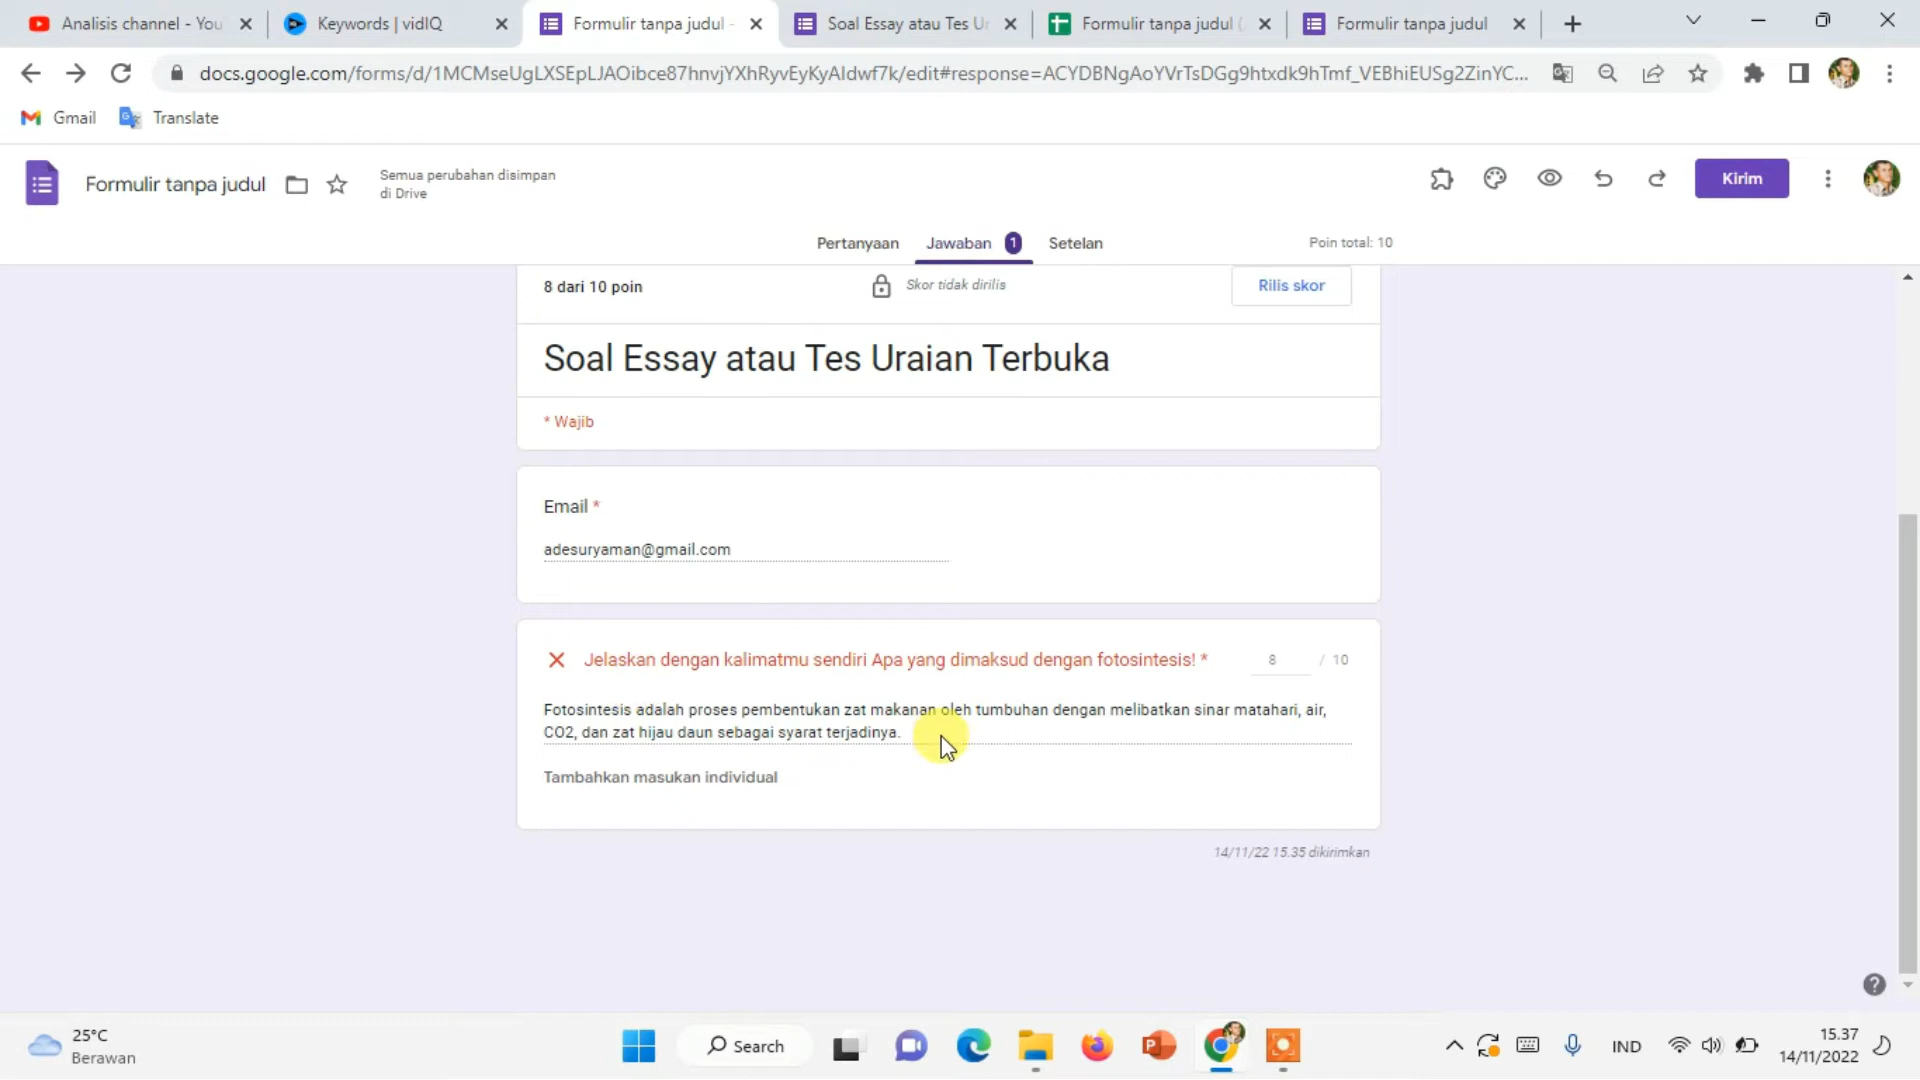 Analisis channel - You
Keywords | vidIQ
Formulir tanpa judul -
Soal Essay atau Tes Ur
Formulir tanpa judul (
Formulir tanpa judul
docs.google.com/forms/d/1MCMseUgLXSEpLJAOibce87hnvjYXhRyvEyKyAIdwf7k/edit#response=ACYDBNgAoYVrTsDGg9htxdk9hTmf_VEBhiEUSg2ZinYC...
Gmail
Translate
Formulir tanpa judul
Semua perubahan disimpan
di Drive
Kirim
Pertanyaan
Jawaban 1
Setelan
Poin total: 10
8 dari 10 poin
Skor tidak dirilis
Rilis skor
Soal Essay atau Tes Uraian Terbuka
* Wajib
Email *
adesuryaman@gmail.com
Jelaskan dengan kalimatmu sendiri Apa yang dimaksud dengan fotosintesis! *
8 / 10
Fotosintesis adalah proses pembentukan zat makanan oleh tumbuhan dengan melibatkan sinar matahari, air,
CO2, dan zat hijau daun sebagai syarat terjadinya.
Tambahkan masukan individual
14/11/22 15.35 dikirimkan
25°C
Berawan
Search
IND
15.37
14/11/2022